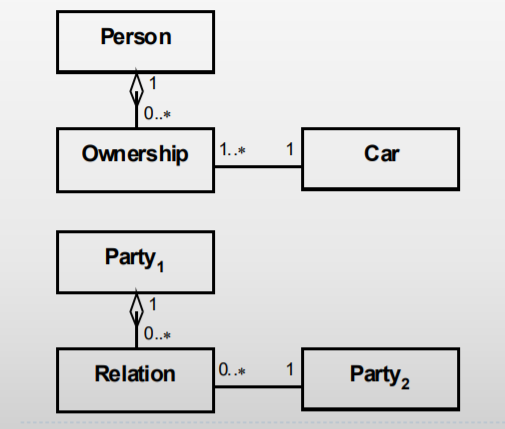 Person
1
0..*
Ownership 1..* 1 Car
Party₁
1
0..*
Relation 0..* 1 Party₂